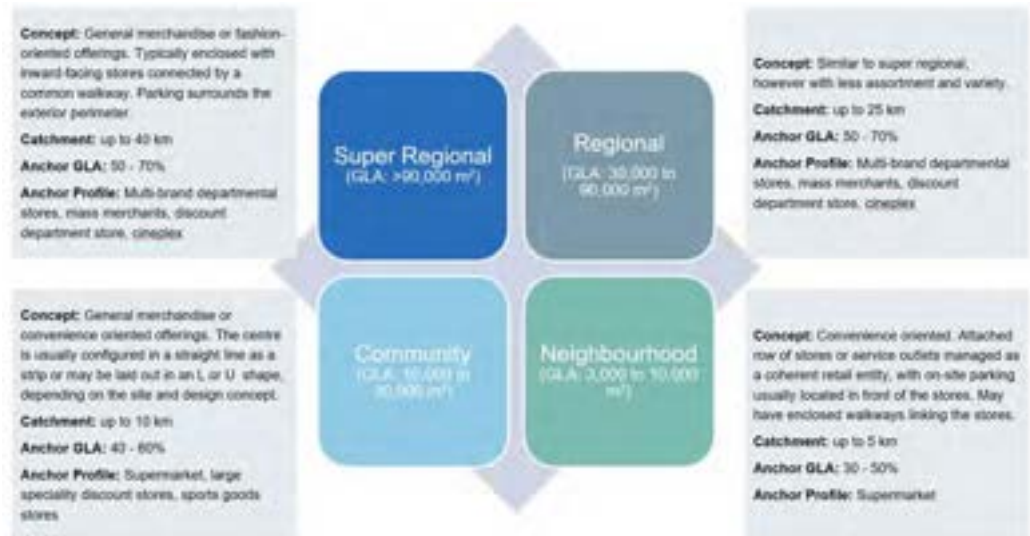 Concept: General merchandise or fashion-
oriented offerings. Typically enclosed with
inward-facing stores connected by a
common walkway. Parking surrounds the
exterior perimeter.
Catchment: up to 40 km
Anchor GLA: 50 - 70%
Anchor Profile: Multi-brand departmental
stores, mass merchants, discount
department store, cineplex
Super Regional
(GLA: >90,000 m²)
Regional
(GLA: 30,000 to
90,000 m²)
Concept: Similar to super regional,
however with less assortment and variety.
Catchment: up to 25 km
Anchor GLA: 50 - 70%
Anchor Profile: Multi-brand departmental
stores, mass merchants, discount
department store, cineplex
Concept: General merchandise or
convenience oriented offerings. The centre
is usually configured in a straight line as a
strip or may be laid out in an L or U shape,
depending on the site and design concept.
Catchment: up to 10 km
Anchor GLA: 40 - 60%
Anchor Profile: Supermarket, large
speciality discount stores, sports goods
stores
Community
(GLA: 10,000 to
30,000 m²)
Neighbourhood
(GLA: 3,000 to 10,000
m²)
Concept: Convenience oriented. Attached
row of stores or service outlets managed as
a coherent retail entity, with on-site parking
usually located in front of the stores. May
have enclosed walkways linking the stores.
Catchment: up to 5 km
Anchor GLA: 30 - 50%
Anchor Profile: Supermarket